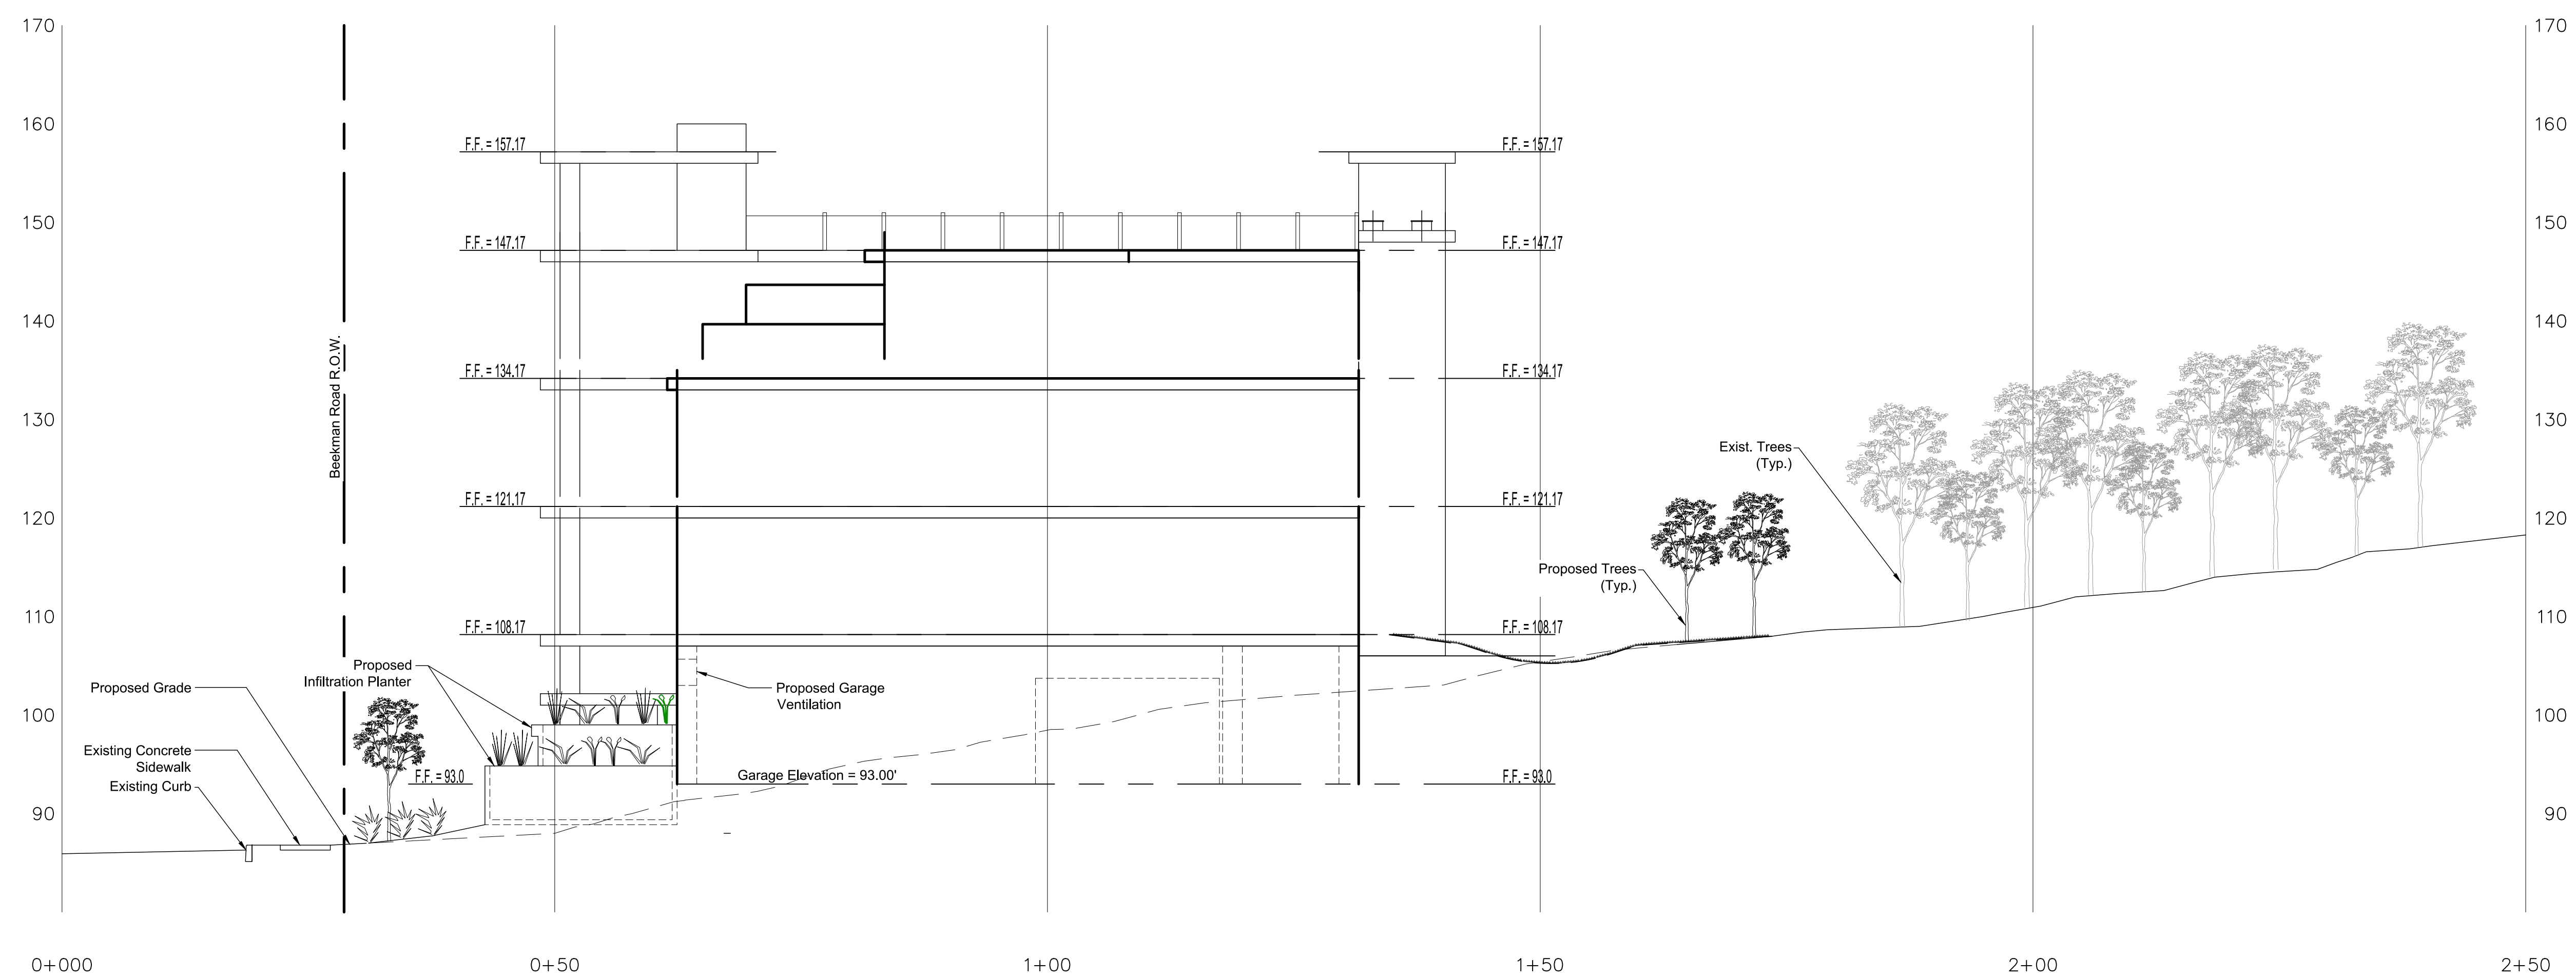 170
170
160
160
F.F. = 157.17
F.F. = 157.17
150
150
F.F. = 147.17
F.F. = 147.17
140
140
Beekman Road R.O.W.
F.F. = 134.17
F.F. = 134.17
130
130
Exist. Trees
(Typ.)
F.F. = 121.17
F.F. = 121.17
120
120
Proposed Trees
(Typ.)
110
110
F.F. = 108.17
F.F. = 108.17
Proposed
Infiltration Planter
Proposed Grade
Proposed Garage
Ventilation
100
100
Existing Concrete
Sidewalk
Existing Curb
F.F. = 93.0
Garage Elevation = 93.00'
F.F. = 93.0
90
90
0+000
0+50
1+00
1+50
2+00
2+50